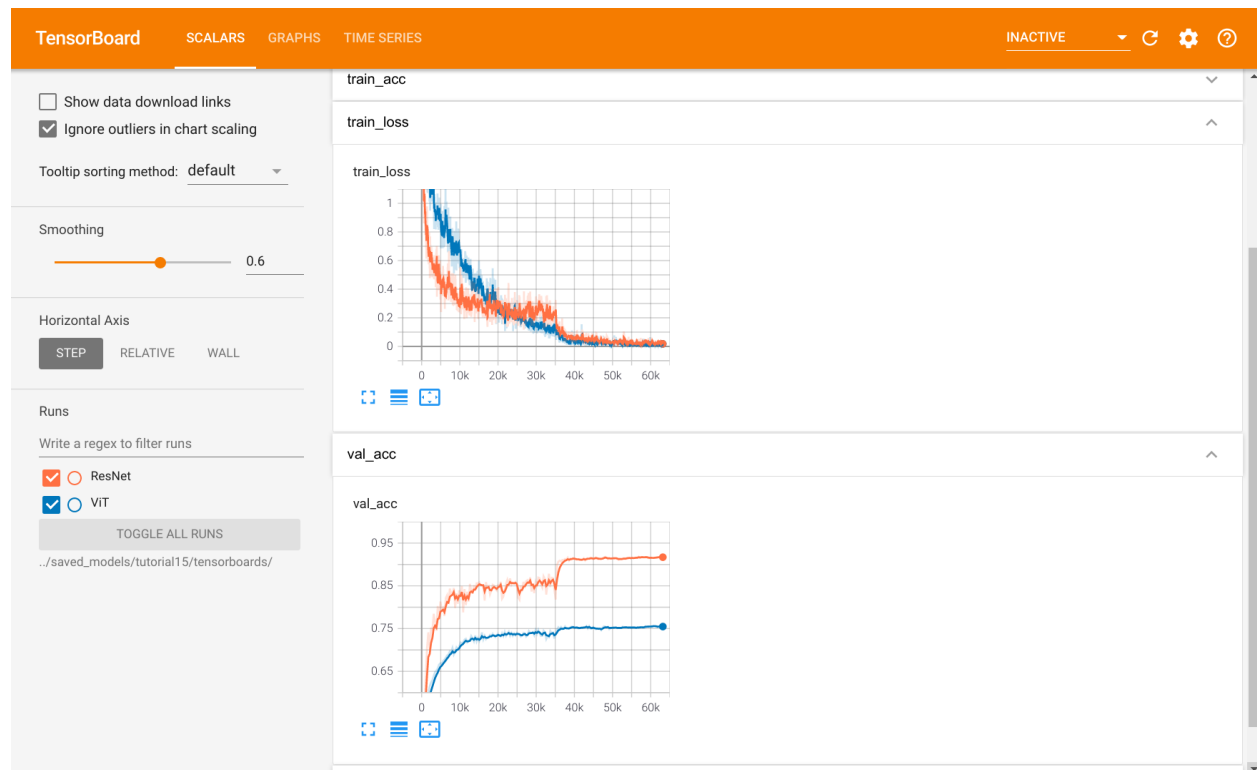 TensorBoard SCALARS GRAPHS TIME SERIES INACTIVE
Show data download links
Ignore outliers in chart scaling
Tooltip sorting method: default
Smoothing
0.6
Horizontal Axis
STEP RELATIVE WALL
Runs
Write a regex to filter runs
ResNet
ViT
TOGGLE ALL RUNS
../saved_models/tutorial15/tensorboards/
train_acc
train_loss
train_loss
1
0.8
0.6
0.4
0.2
0
0 10k 20k 30k 40k 50k 60k
val_acc
val_acc
0.95
0.85
0.75
0.65
0 10k 20k 30k 40k 50k 60k